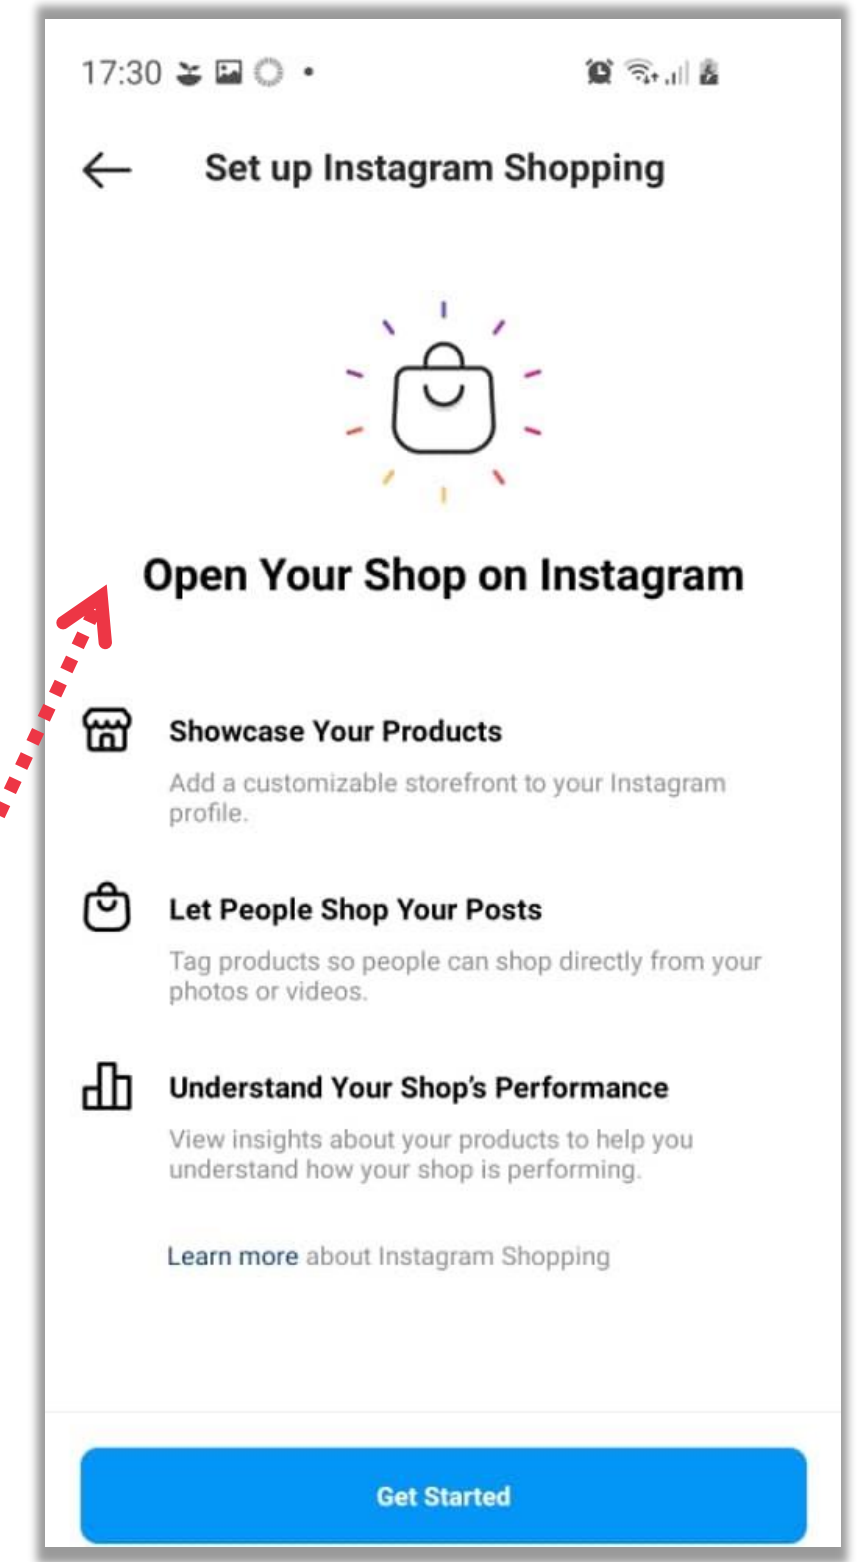 17:30
Set up Instagram Shopping
Open Your Shop on Instagram
Showcase Your Products
Add a customizable storefront to your Instagram
profile.
Let People Shop Your Posts
Tag products so people can shop directly from your
photos or videos.
Understand Your Shop's Performance
View insights about your products to help you
understand how your shop is performing.
Learn more about Instagram Shopping
Get Started